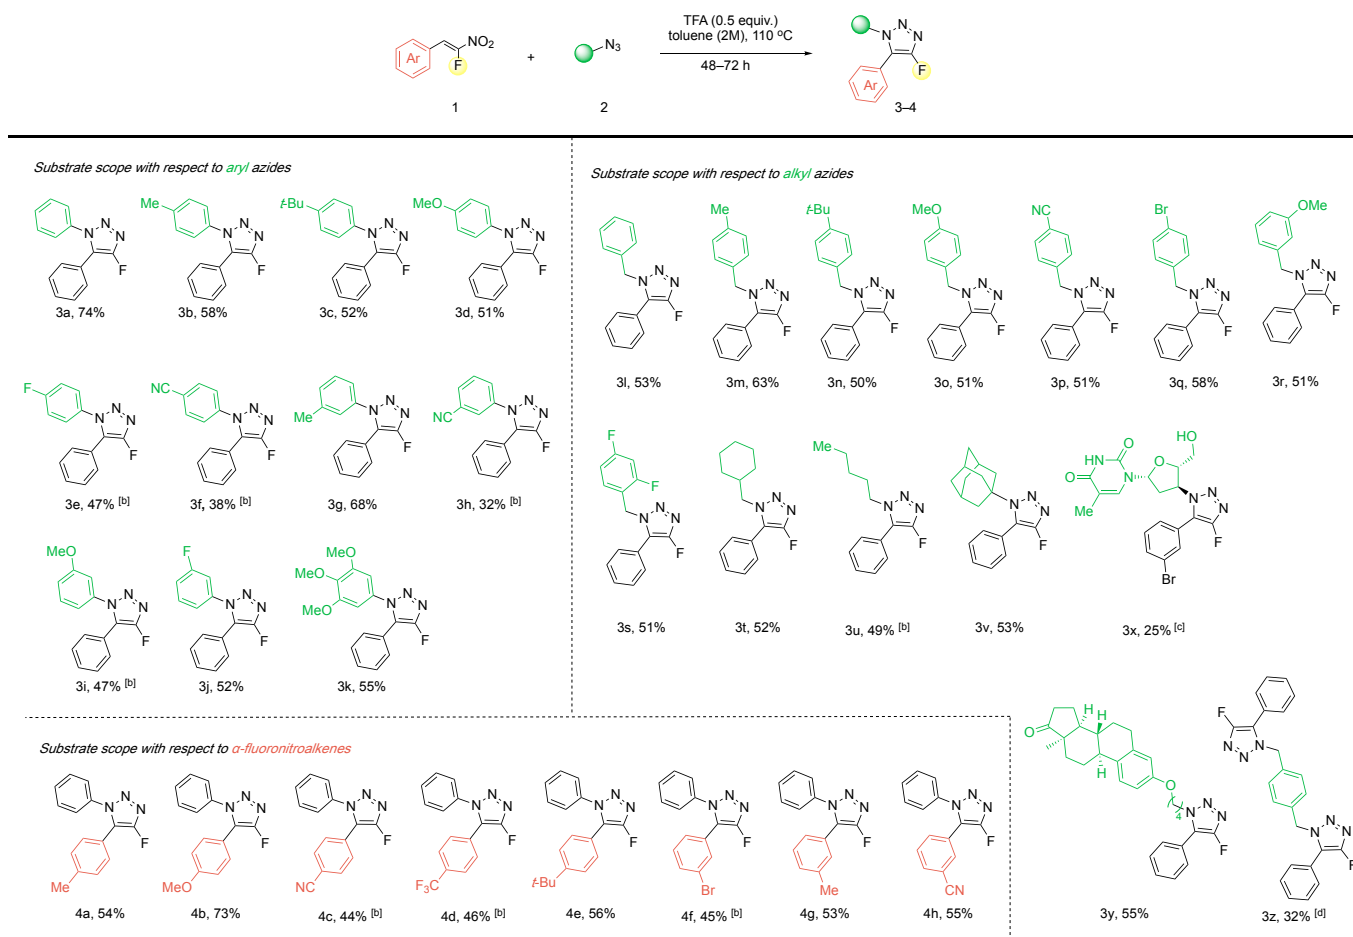 TFA (0.5 equiv.)
toluene (2M), 110 ºC
48–72 h
Ar
NO2
F
+
N3
N
N
N
F
Ar
1
2
3–4
Substrate scope with respect to aryl azides
N N N F
3a, 74%
Me N N N F
3b, 58%
t-Bu N N N F
3c, 52%
MeO N N N F
3d, 51%
F N N N F
3e, 47% [b]
NC N N N F
3f, 38% [b]
Me N N N F
3g, 68%
NC N N N F
3h, 32% [b]
MeO N N N F
3i, 47% [b]
F N N N F
3j, 52%
OMe MeO MeO N N N F
3k, 55%
Substrate scope with respect to alkyl azides
N N N F
3l, 53%
Me N N N F
3m, 63%
t-Bu N N N F
3n, 50%
MeO N N N F
3o, 51%
NC N N N F
3p, 51%
Br N N N F
3q, 58%
OMe N N N F
3r, 51%
F F N N N F
3s, 51%
N N N F
3t, 52%
Me N N N F
3u, 49% [b]
N N N F
3v, 53%
HO O NH O N O Me N N N F Br
3x, 25% [c]
Substrate scope with respect to α-fluoronitroalkenes
N N N F Me
4a, 54%
N N N F MeO
4b, 73%
N N N F NC
4c, 44% [b]
N N N F F3C
4d, 46% [b]
N N N F t-Bu
4e, 56%
N N N F Br
4f, 45% [b]
N N N F Me
4g, 53%
N N N F CN
4h, 55%
O H H H O 4 N N N F
3y, 55%
F N N N N N N F
3z, 32% [d]